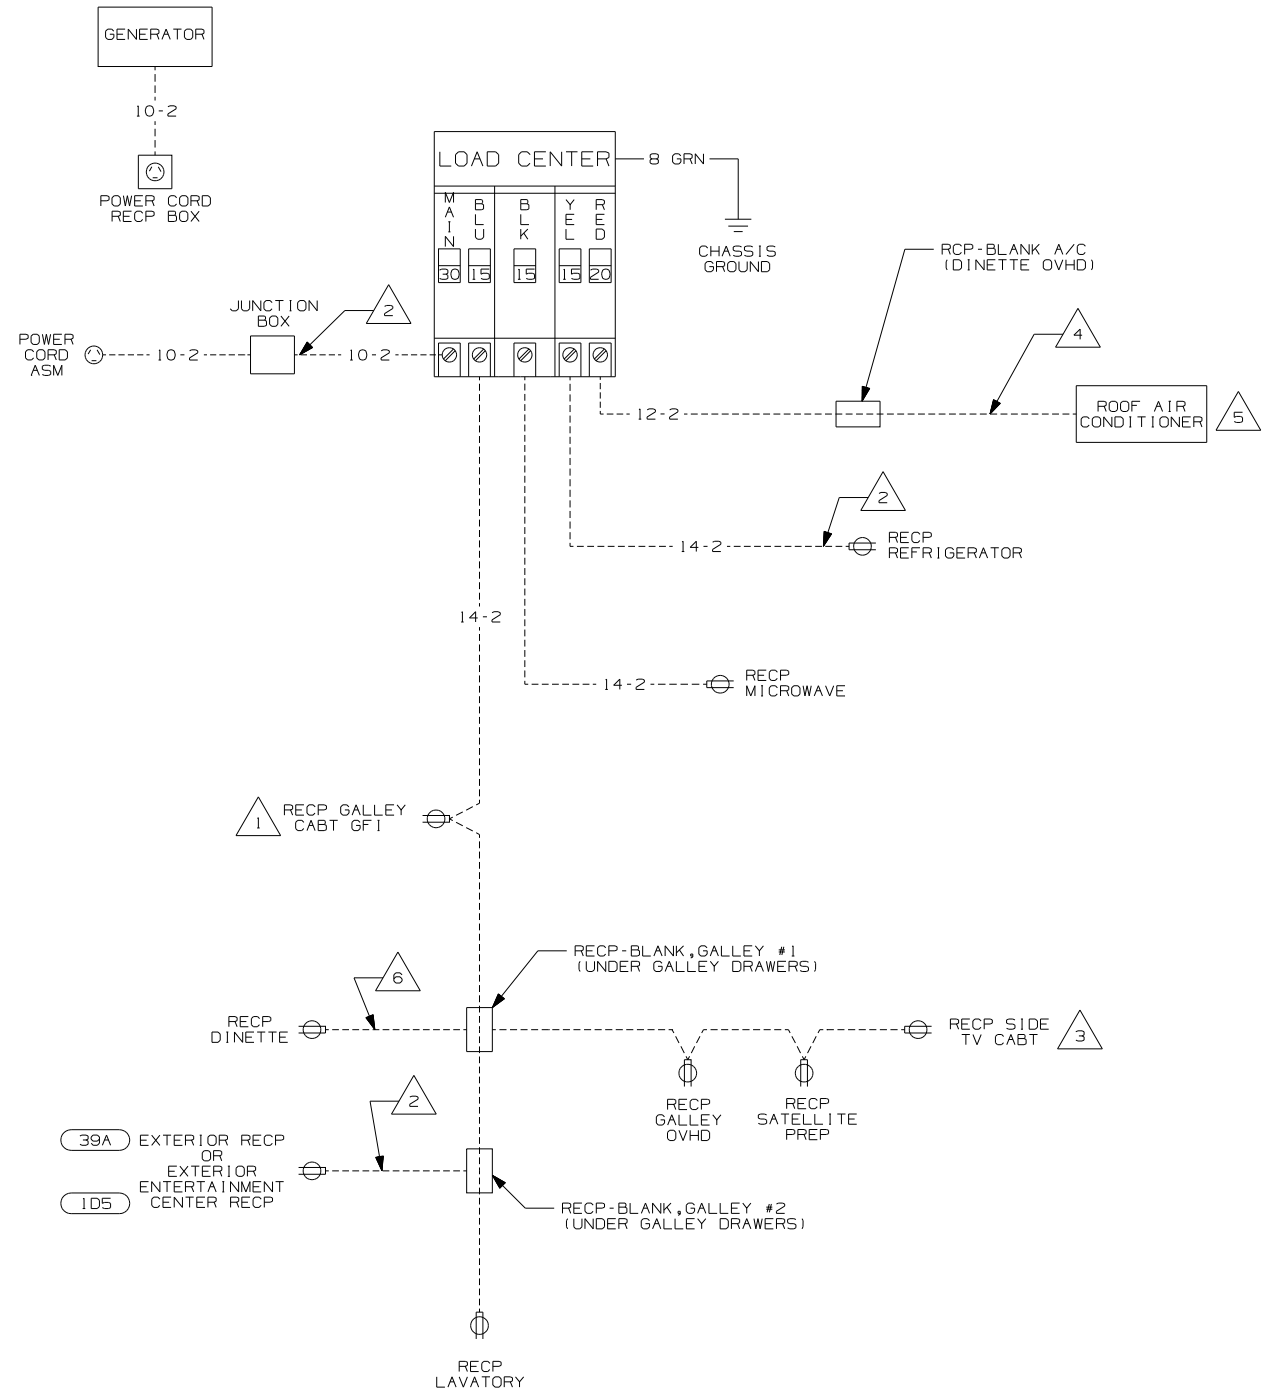 GENERATOR
10-2
POWER CORD
RECP BOX
LOAD CENTER
8 GRN
CHASSIS
GROUND
MAIN
BLU
BLK
YEL
RED
30
15
15
15
20
RCP-BLANK A/C
(DINETTE OVHD)
JUNCTION
BOX
2
POWER
CORD
ASM
10-2
10-2
4
12-2
ROOF AIR
CONDITIONER
5
2
14-2
RECP
REFRIGERATOR
14-2
14-2
RECP
MICROWAVE
1
RECP GALLEY
CABT GFI
RECP-BLANK,GALLEY #1
(UNDER GALLEY DRAWERS)
6
RECP
DINETTE
RECP SIDE
TV CABT
3
RECP
GALLEY
OVHD
RECP
SATELLITE
PREP
2
39A
EXTERIOR RECP
OR
EXTERIOR
ENTERTAINMENT
CENTER RECP
1D5
RECP-BLANK,GALLEY #2
(UNDER GALLEY DRAWERS)
RECP
LAVATORY